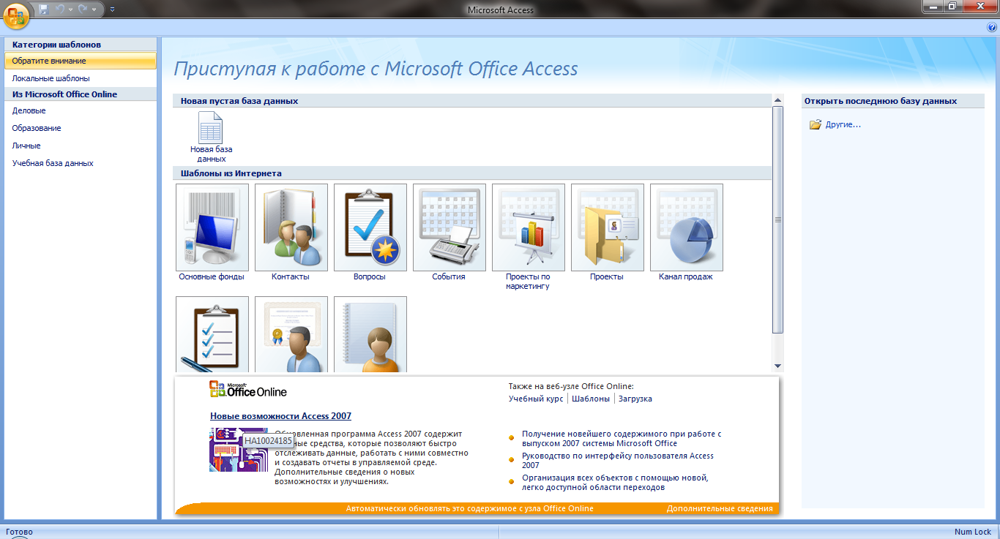 Microsoft Access
Категории шаблонов
Обратите внимание
Локальные шаблоны
Из Microsoft Office Online
Деловые
Образование
Личные
Учебная база данных
Приступая к работе с Microsoft Office Access
Новая пустая база данных
Новая база
данных
Шаблоны из Интернета
Основные фонды
Контакты
Вопросы
События
Проекты по
маркетингу
Проекты
Канал продаж
Открыть последнюю базу данных
Другие...
Microsoft
Office Online
Новые возможности Access 2007
HA10024185
Обновленная программа Access 2007 содержит
средства, которые позволяют быстро
отслеживать данные, работать с ними совместно
и создавать отчеты в управляемой среде.
Дополнительные сведения о новых
возможностях и улучшениях.
Также на веб-узле Office Online:
Учебный курс | Шаблоны | Загрузка
Получение новейшего содержимого при работе с
выпуском 2007 системы Microsoft Office
Руководство по интерфейсу пользователя Access
2007
Организация всех объектов с помощью новой,
легко доступной области переходов
Автоматически обновлять это содержимое с узла Office Online
Дополнительные сведения
Готово
Num Lock